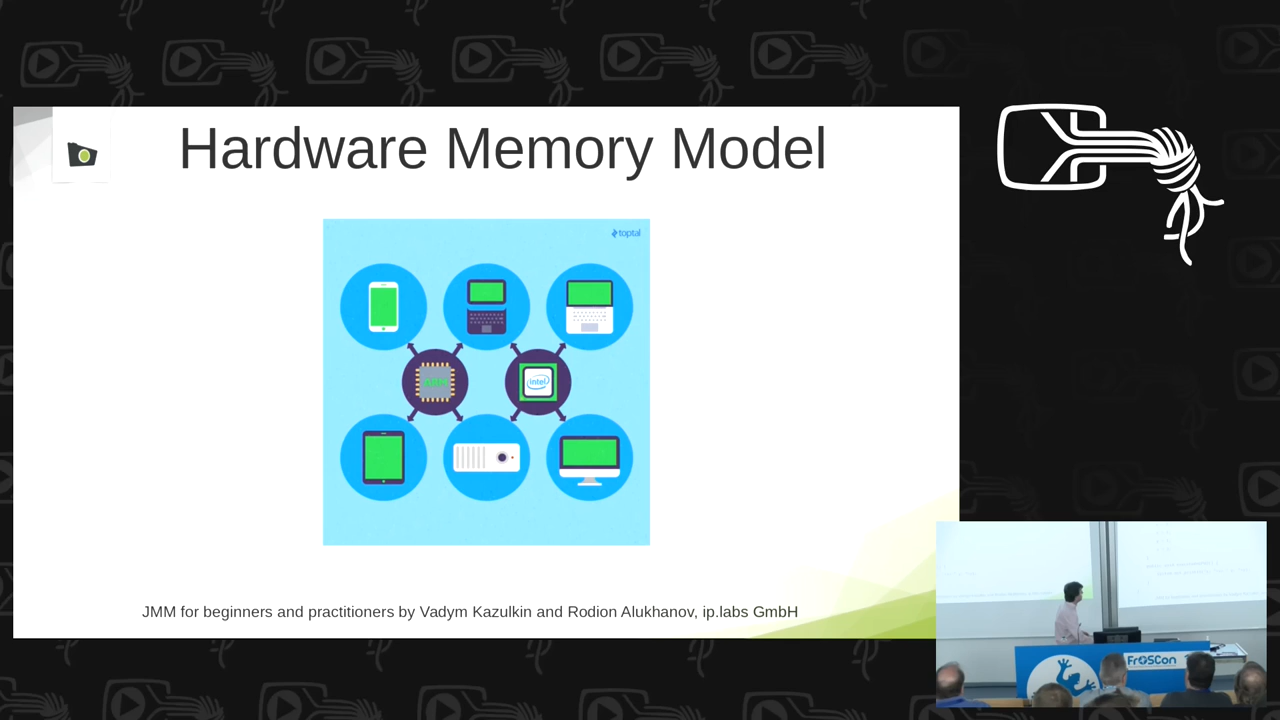 Hardware Memory Model
toptal
ARM
intel
JMM for beginners and practitioners by Vadym Kazulkin and Rodion Alukhanov, ip.labs GmbH
FrOSCon